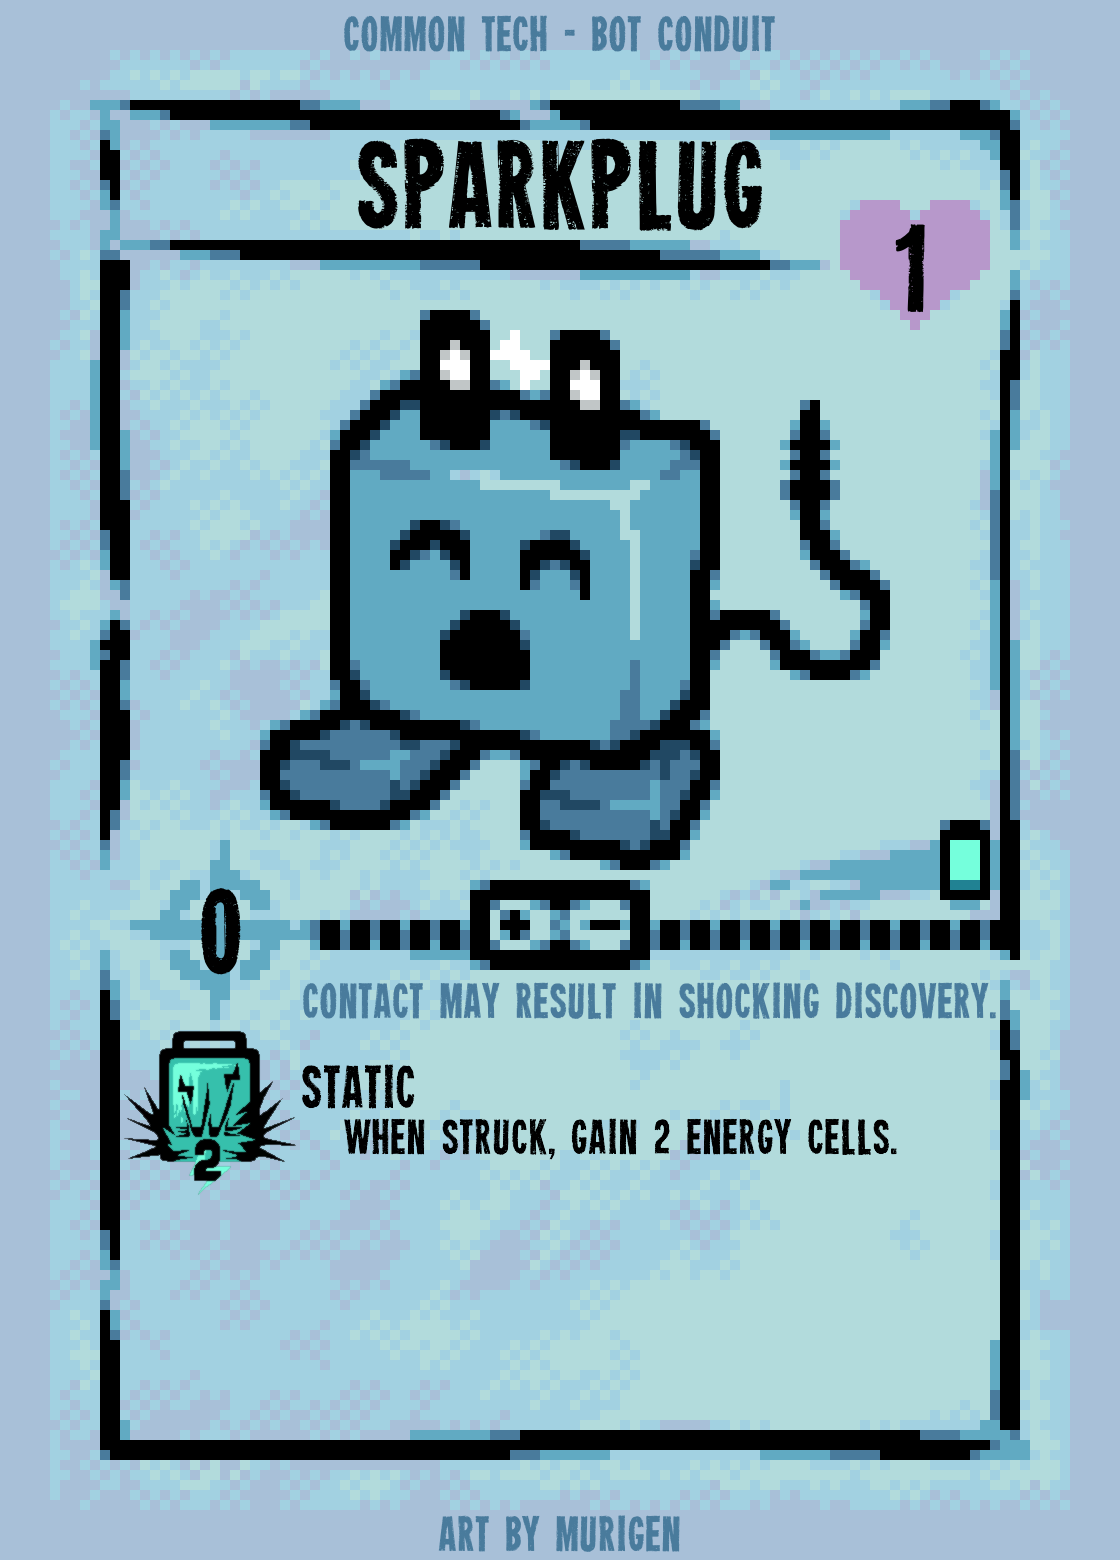 COMMON TECH - BOT CONDUIT
SPARKPLUG
1
+ -
0
CONTACT MAY RESULT IN SHOCKING DISCOVERY.
W
2
STATIC
WHEN STRUCK, GAIN 2 ENERGY CELLS.
ART BY MURIGEN